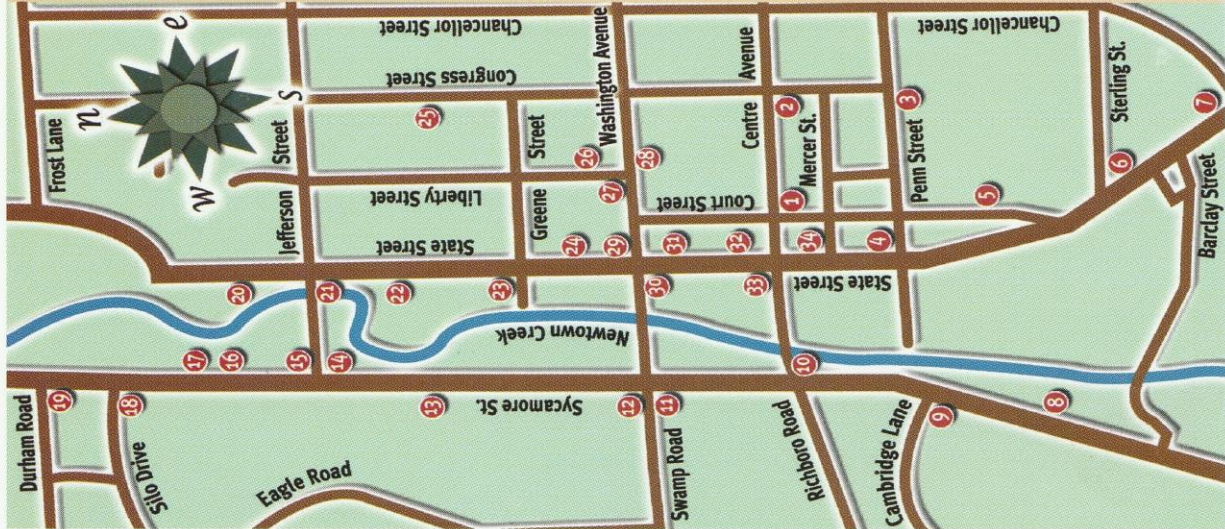 n
e
s
w
Frost Lane
Chancellor Street
Congress Street
Jefferson Street
Liberty Street
State Street
Greene Street
Washington Avenue
Court Street
Centre Avenue
Mercer St.
Penn Street
Chancellor Street
Sterling St.
State Street
Barclay Street
Newtown Creek
Durham Road
Silo Drive
Eagle Road
Sycamore St.
Swamp Road
Richboro Road
Cambridge Lane
1
2
3
4
5
6
7
8
9
10
11
12
13
14
15
16
17
18
19
20
21
22
23
24
25
26
27
28
29
30
31
32
33
34